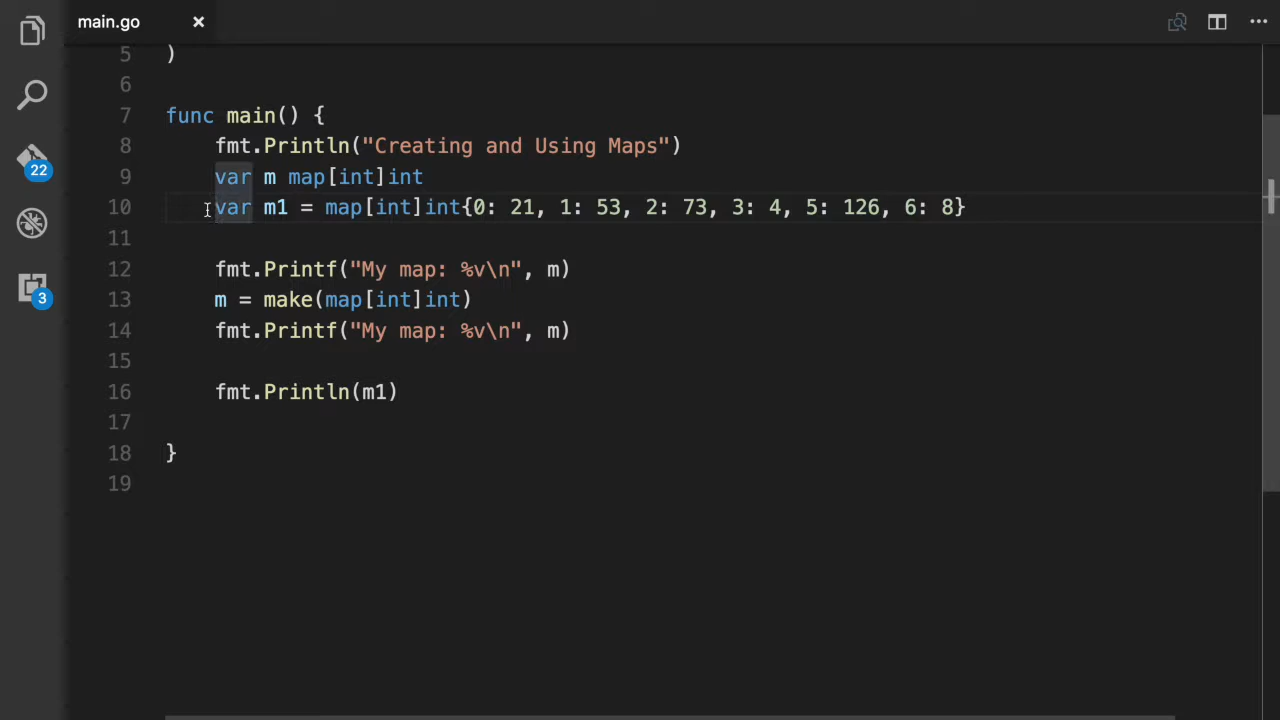 main.go
5 )
6
7 func main() {
8 fmt.Println("Creating and Using Maps")
9 var m map[int]int
10 var m1 = map[int]int{0: 21, 1: 53, 2: 73, 3: 4, 5: 126, 6: 8}
11
12 fmt.Printf("My map: %v\n", m)
13 m = make(map[int]int)
14 fmt.Printf("My map: %v\n", m)
15
16 fmt.Println(m1)
17
18 }
19
22
3